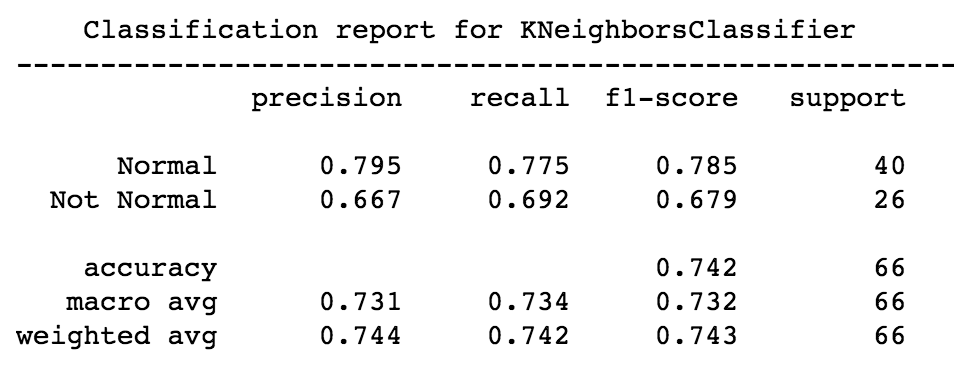 Classification report for KNeighborsClassifier
--------------------------------------------------------
precision recall f1-score support
Normal 0.795 0.775 0.785 40
Not Normal 0.667 0.692 0.679 26
accuracy 0.742 66
macro avg 0.731 0.734 0.732 66
weighted avg 0.744 0.742 0.743 66